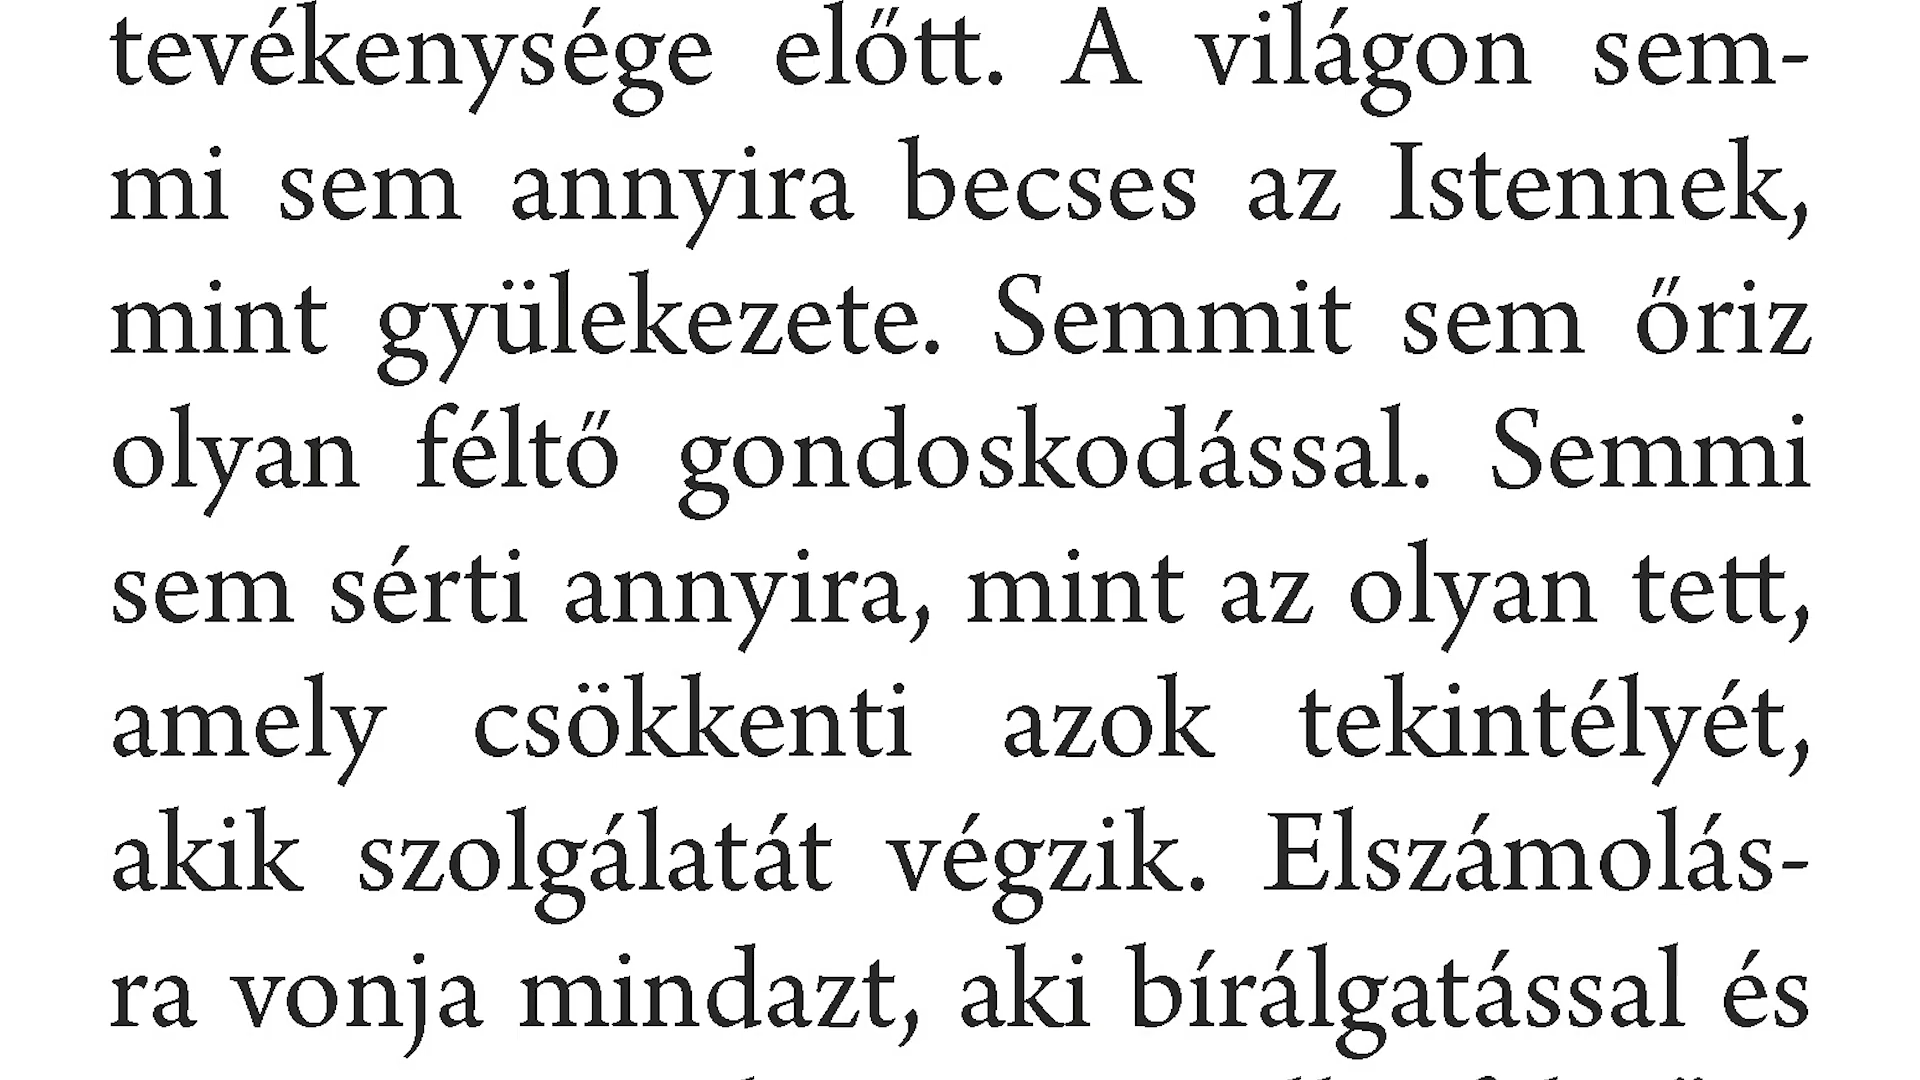 tevékenysége előtt. A világon sem-
mi sem annyira becses az Istennek,
mint gyülekezete. Semmit sem őriz
olyan féltő gondoskodással. Semmi
sem sérti annyira, mint az olyan tett,
amely csökkenti azok tekintélyét,
akik szolgálatát végzik. Elszámolás-
ra vonja mindazt, aki bírálgatással és